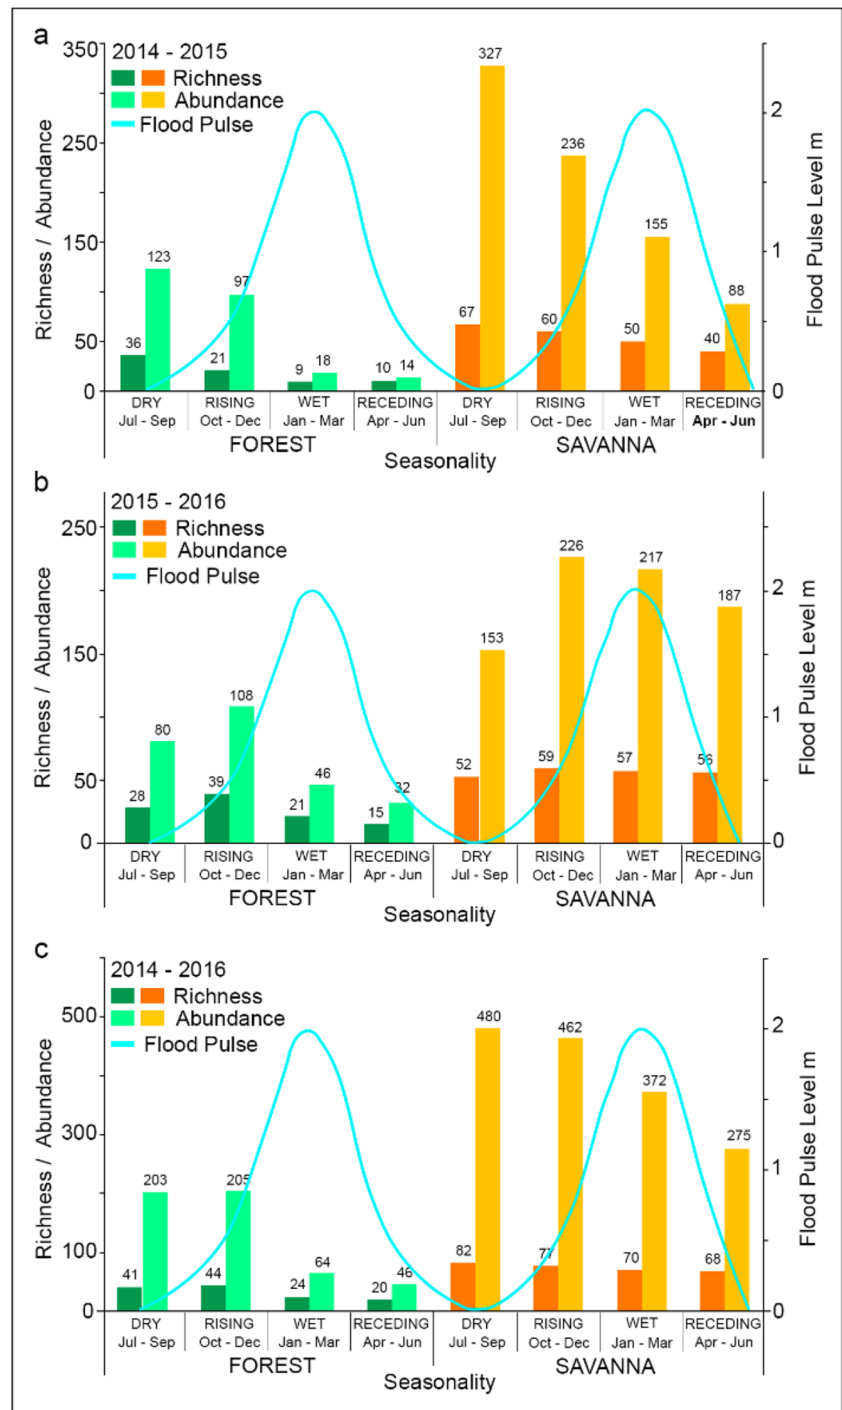 a
2014 - 2015
Richness
Abundance
Flood Pulse
Richness / Abundance
350
250
150
50
0
Flood Pulse Level m
2
1
0
36
123
21
97
9
18
10
14
67
327
60
236
50
155
40
88
DRY RISING WET RECEDING DRY RISING WET RECEDING
Jul - Sep Oct - Dec Jan - Mar Apr - Jun Jul - Sep Oct - Dec Jan - Mar Apr - Jun
FOREST SAVANNA
Seasonality
b
2015 - 2016
Richness
Abundance
Flood Pulse
Richness / Abundance
250
150
50
0
Flood Pulse Level m
2
1
0
28
80
39
108
21
46
15
32
52
153
59
226
57
217
56
187
DRY RISING WET RECEDING DRY RISING WET RECEDING
Jul - Sep Oct - Dec Jan - Mar Apr - Jun Jul - Sep Oct - Dec Jan - Mar Apr - Jun
FOREST SAVANNA
Seasonality
c
2014 - 2016
Richness
Abundance
Flood Pulse
Richness / Abundance
500
300
100
0
Flood Pulse Level m
2
1
0
41
203
44
205
24
64
20
46
82
480
77
462
70
372
68
275
DRY RISING WET RECEDING DRY RISING WET RECEDING
Jul - Sep Oct - Dec Jan - Mar Apr - Jun Jul - Sep Oct - Dec Jan - Mar Apr - Jun
FOREST SAVANNA
Seasonality